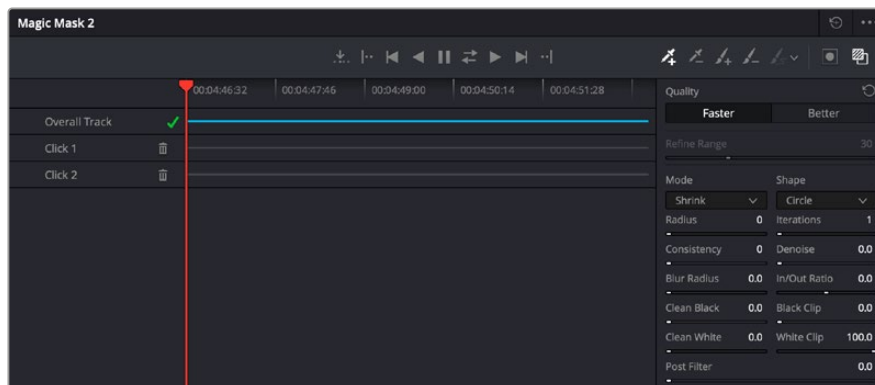 Magic Mask 2
00:04:46;32 00:04:47;46 00:04:49:00 00:04:50:14 00:04:51:28
Overall Track
Click 1
Click 2
Quality
Faster Better
Refine Range 30
Mode Shape
Shrink Circle
Radius 0 Iterations 1
Consistency 0 Denoise 0.0
Blur Radius 0.0 In/Out Ratio 0.0
Clean Black 0.0 Black Clip 0.0
Clean White 0.0 White Clip 100.0
Post Filter 0.0